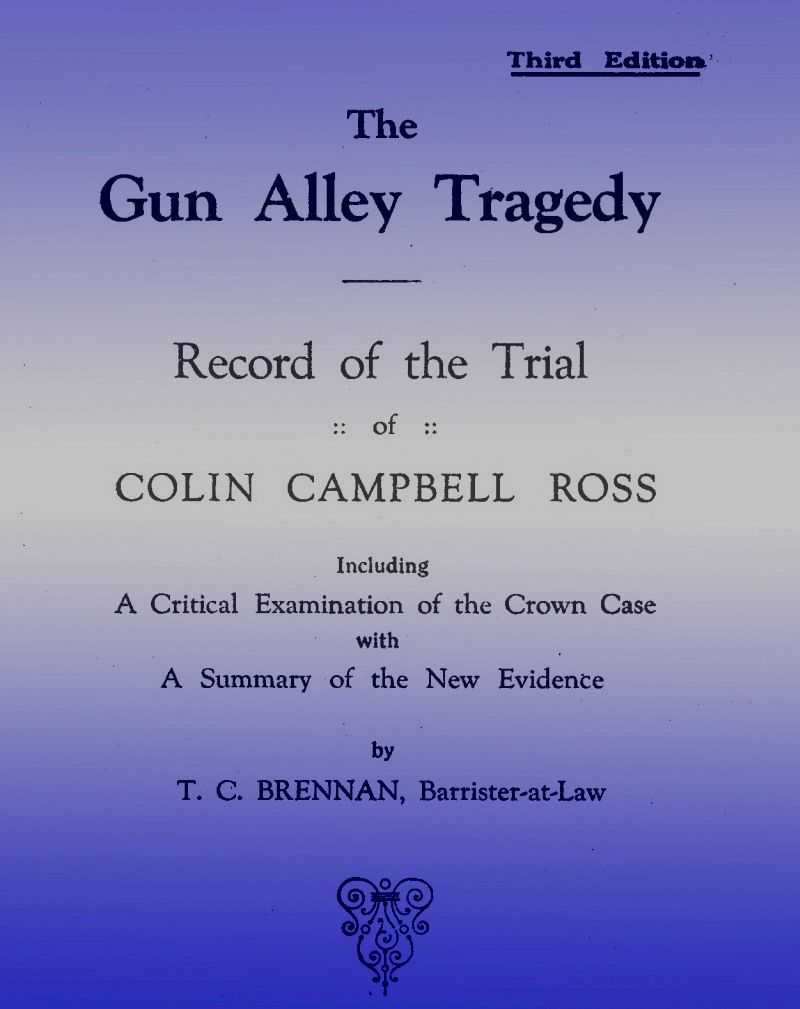 Third Edition
The
Gun Alley Tragedy
Record of the Trial
:: of ::
COLIN CAMPBELL ROSS
Including
A Critical Examination of the Crown Case
with
A Summary of the New Evidence
by
T. C. BRENNAN, Barrister-at-Law